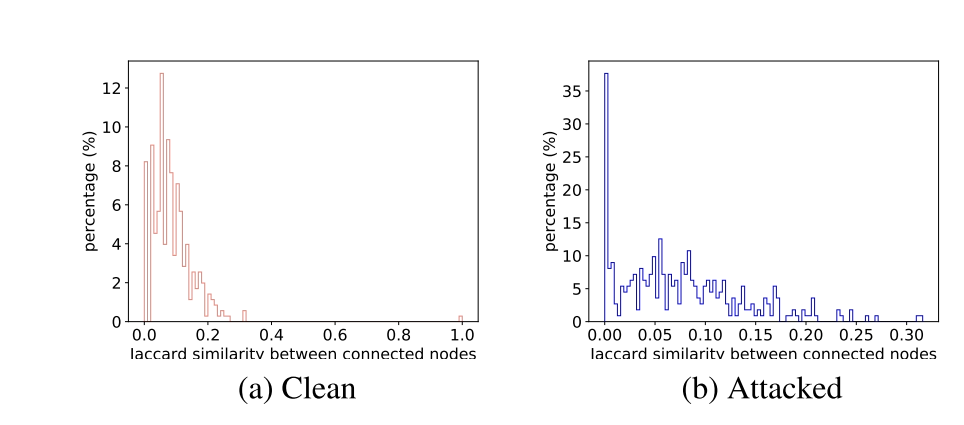 percentage (%)
12
10
8
6
4
2
0
0.0 0.2 0.4 0.6 0.8 1.0
Jaccard similarity between connected nodes
(a) Clean
percentage (%)
35
30
25
20
15
10
5
0
0.00 0.05 0.10 0.15 0.20 0.25 0.30
Jaccard similarity between connected nodes
(b) Attacked